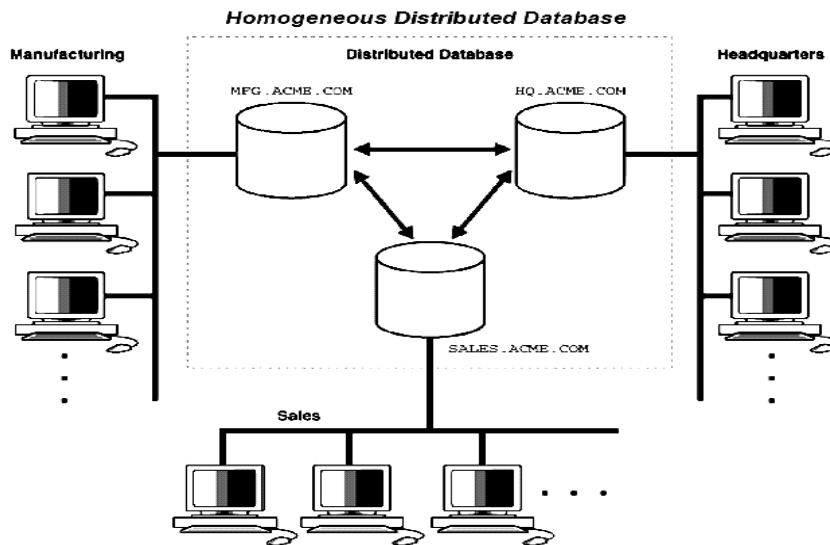 Homogeneous Distributed Database
Manufacturing
Distributed Database
Headquarters
MFG.ACME.COM
HQ.ACME.COM
SALES.ACME.COM
Sales